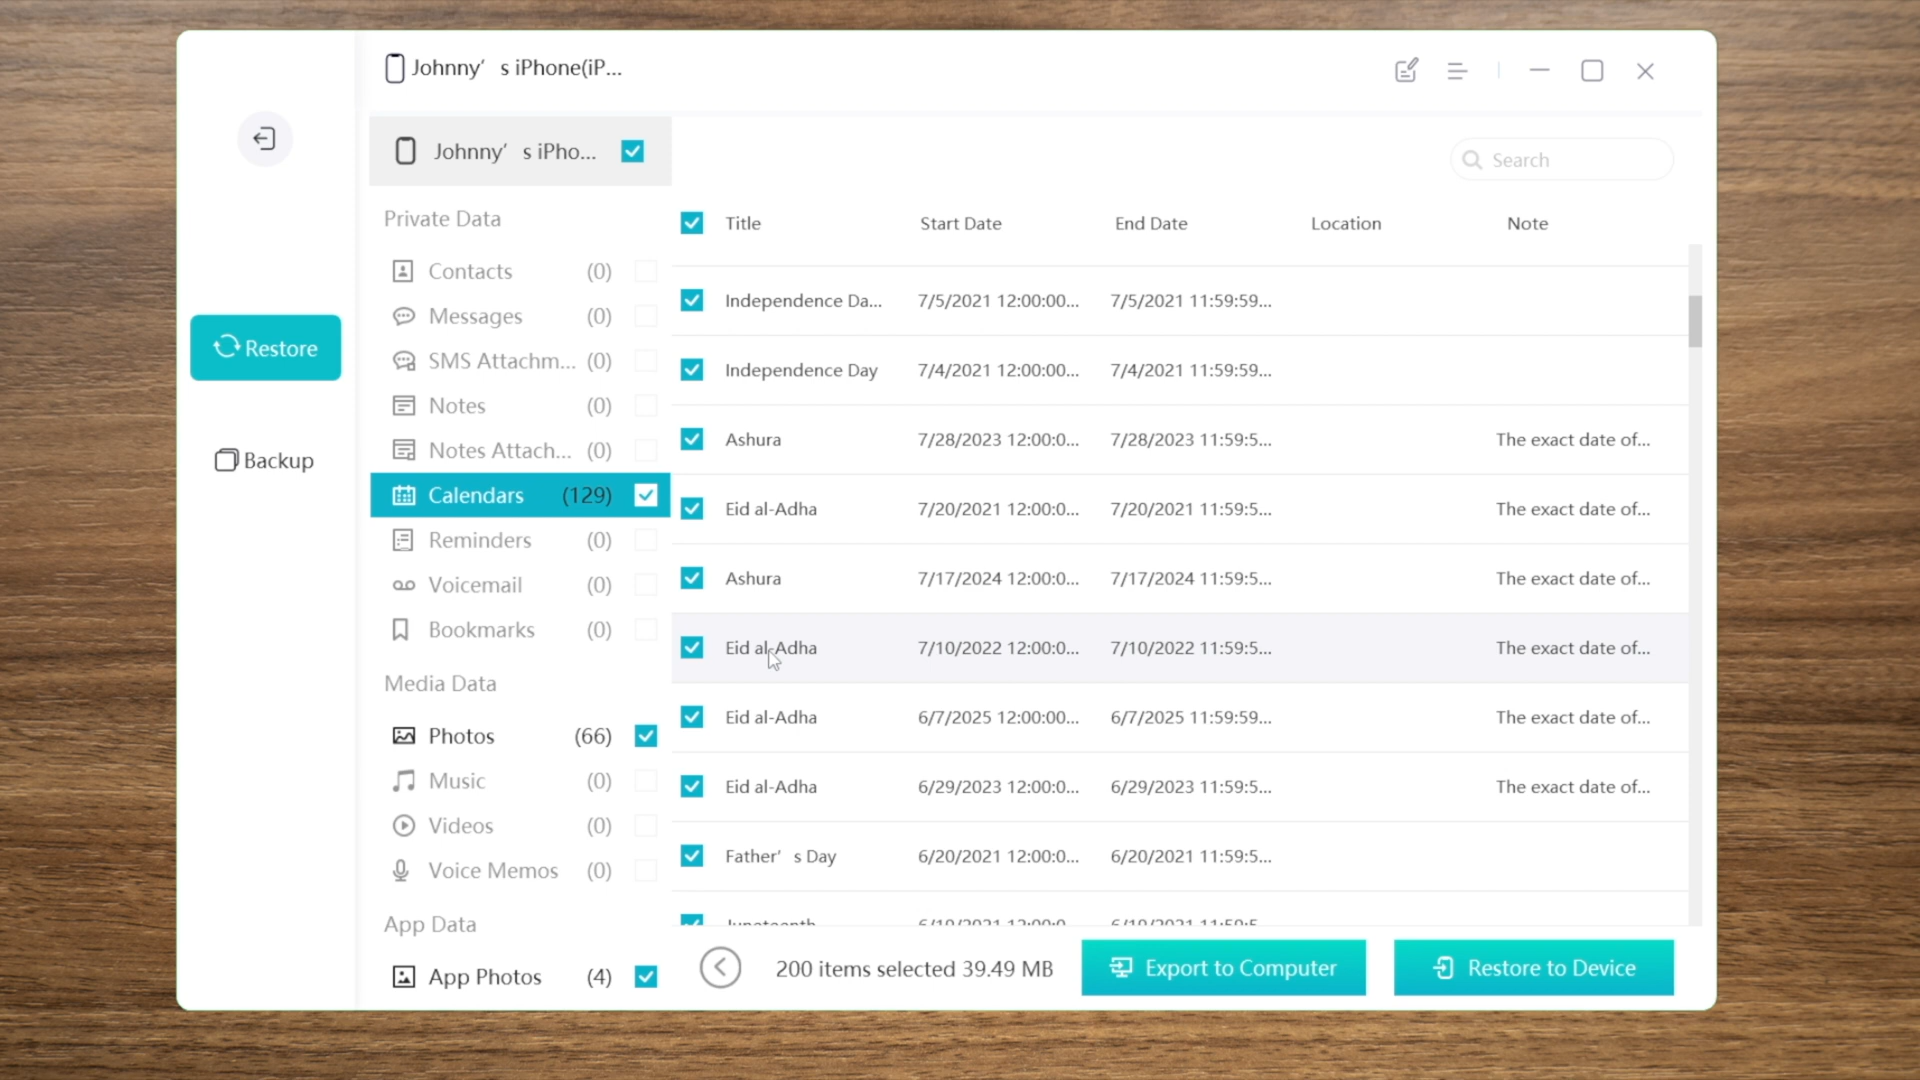 Johnny’s iPhone(iP...
Restore
Backup
Johnny’s iPho...
Private Data
Contacts (0)
Messages (0)
SMS Attachm... (0)
Notes (0)
Notes Attach... (0)
Calendars (129)
Reminders (0)
Voicemail (0)
Bookmarks (0)
Media Data
Photos (66)
Music (0)
Videos (0)
Voice Memos (0)
App Data
App Photos (4)
Search
Title Start Date End Date Location Note
Independence Da... 7/5/2021 12:00:00... 7/5/2021 11:59:59...
Independence Day 7/4/2021 12:00:00... 7/4/2021 11:59:59...
Ashura 7/28/2023 12:00:0... 7/28/2023 11:59:5... The exact date of...
Eid al-Adha 7/20/2021 12:00:0... 7/20/2021 11:59:5... The exact date of...
Ashura 7/17/2024 12:00:0... 7/17/2024 11:59:5... The exact date of...
Eid al-Adha 7/10/2022 12:00:0... 7/10/2022 11:59:5... The exact date of...
Eid al-Adha 6/7/2025 12:00:00... 6/7/2025 11:59:59... The exact date of...
Eid al-Adha 6/29/2023 12:00:0... 6/29/2023 11:59:5... The exact date of...
Father’s Day 6/20/2021 12:00:0... 6/20/2021 11:59:5...
Juneteenth
200 items selected 39.49 MB
Export to Computer
Restore to Device